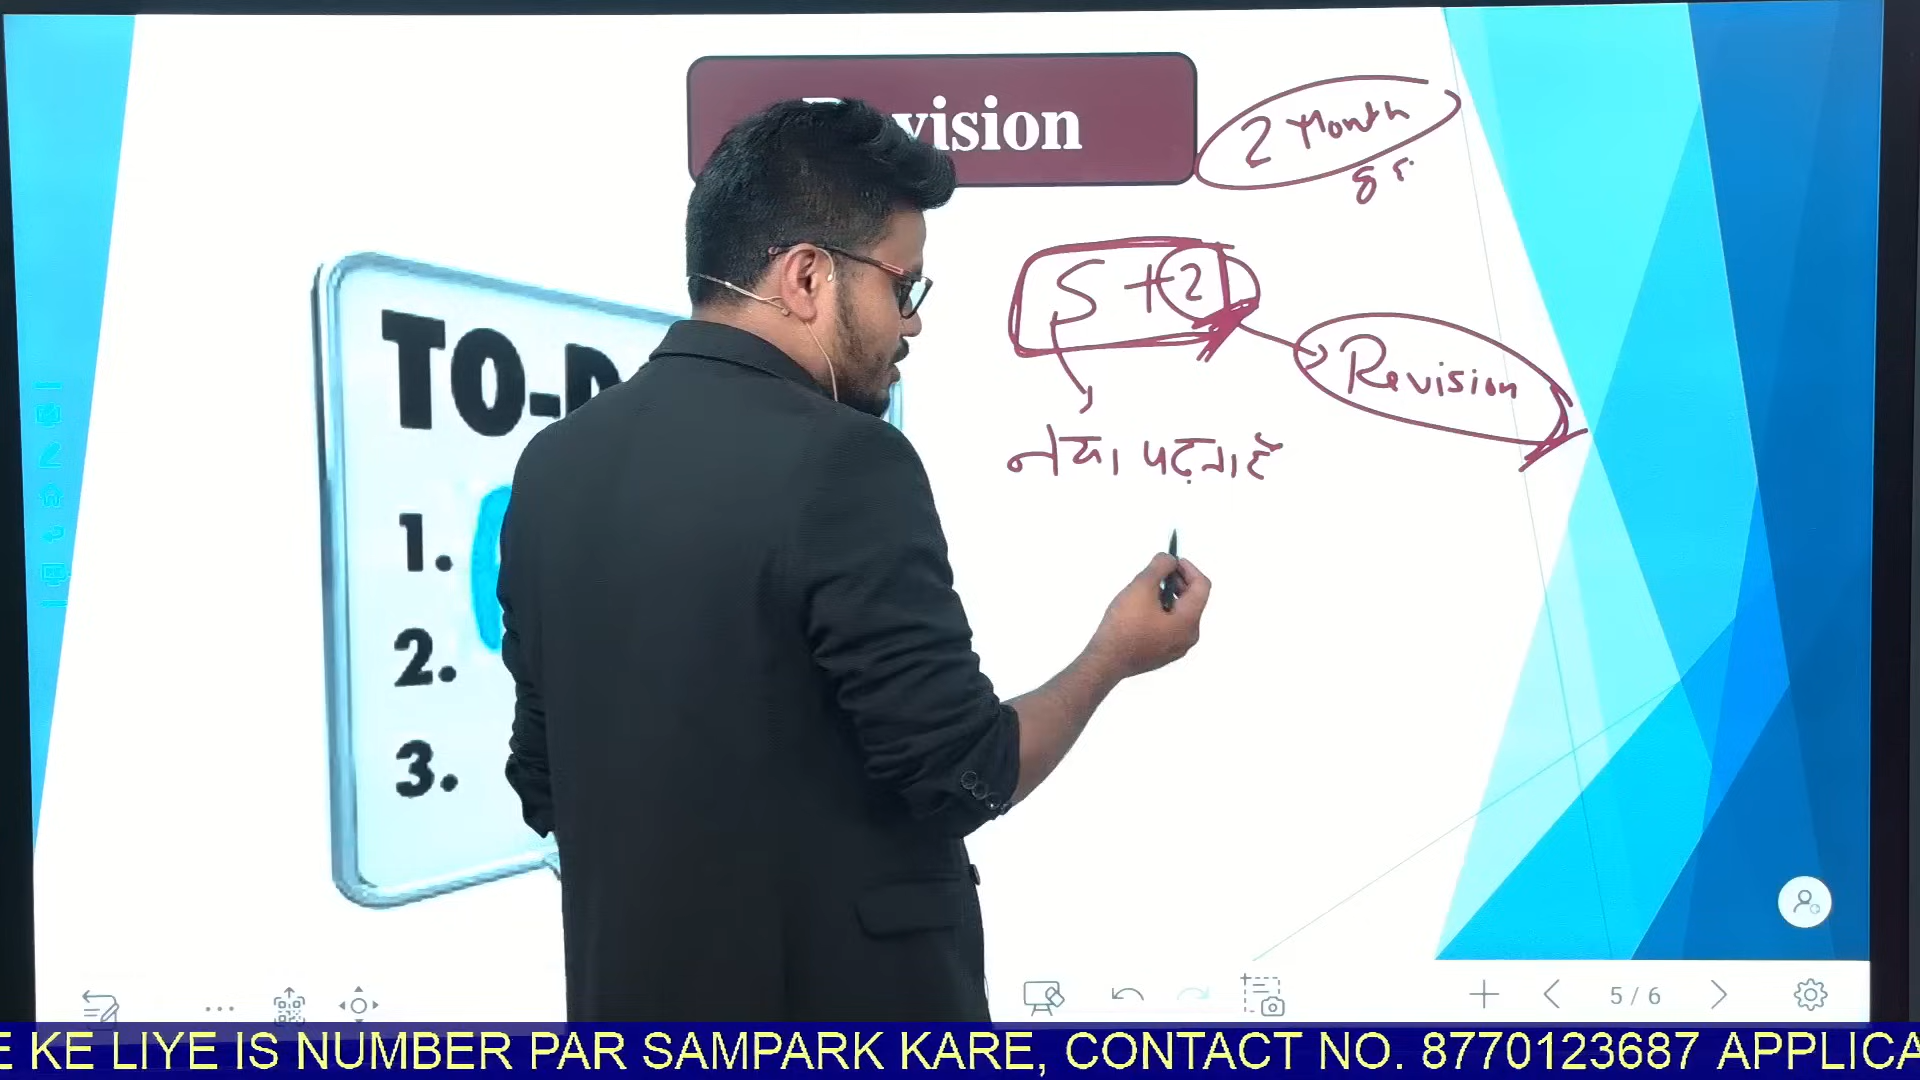 vision
2 Month
5 + 2
Revision
नया पढ़ना है
TO-D
1.
2.
3.
5 / 6
E KE LIYE IS NUMBER PAR SAMPARK KARE, CONTACT NO. 8770123687 APPLICA